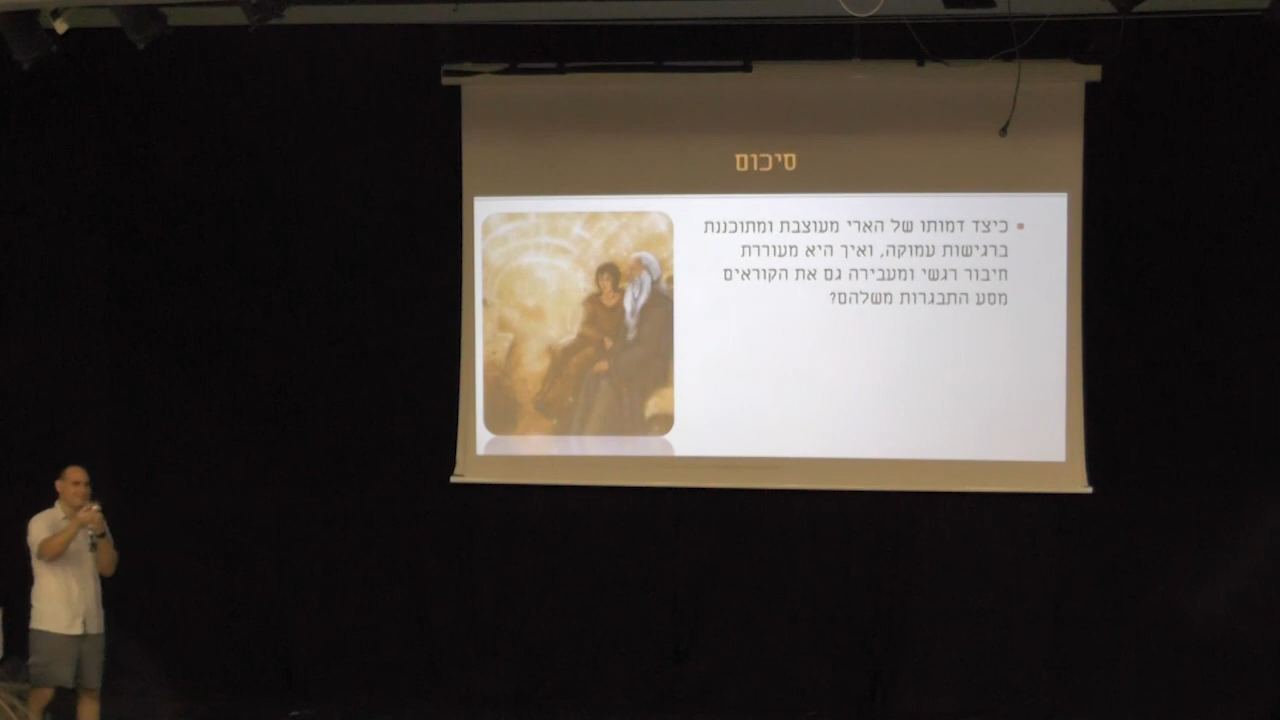 סיכום
כיצד דמותו של הארי מעוצבת ומתוכננת
ברגישות עמוקה, ואיך היא מעוררת
חיבור רגשי ומעבירה גם את הקוראים
מסע התבגרות משלהם?